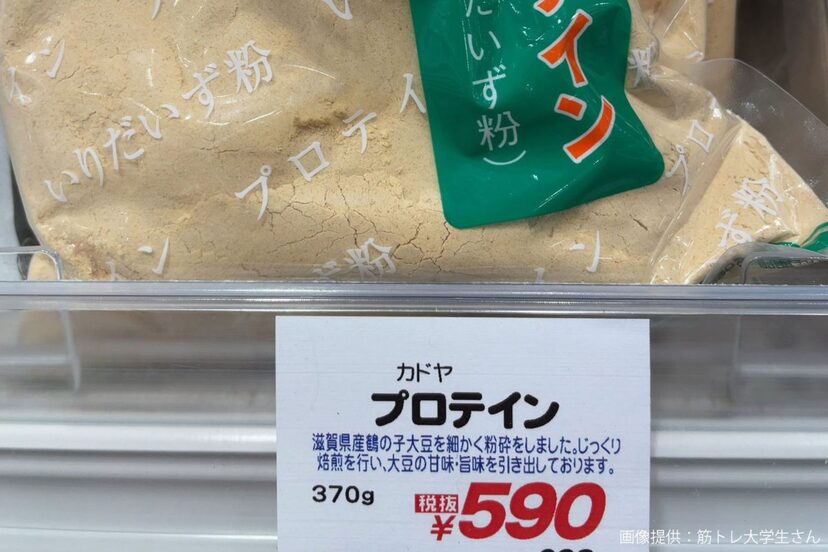 いりだいず粉
プロテイン
イン
だいず粉)
イン
ず粉
プロ
ず粉
イン
カドヤ
プロテイン
滋賀県産鶴の子大豆を細かく粉砕をしました。じっくり
焙煎を行い、大豆の甘味・旨味を引き出しております。
370g
税抜
¥590
画像提供：筋トレ大学生さん